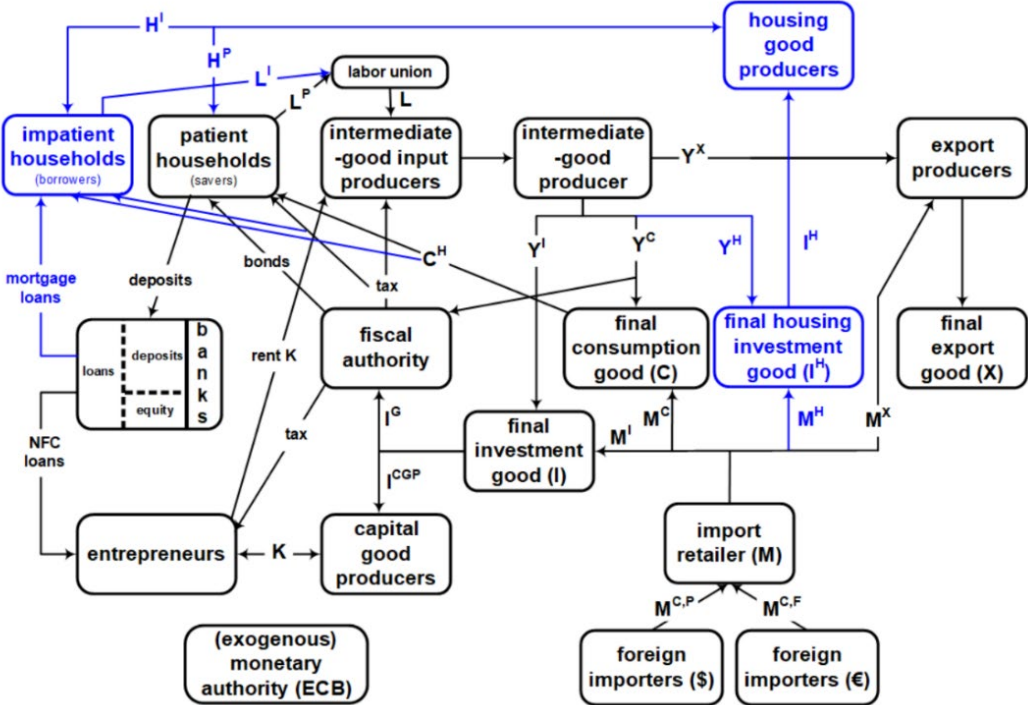 H^I
housing
good
producers
H^P
L^I
labor union
L^P
L
impatient
households
(borrowers)
patient
households
(savers)
intermediate
-good input
producers
intermediate
-good
producer
Y^X
export
producers
Y^I
Y^C
Y^H
I^H
C^H
bonds
tax
mortgage
loans
deposits
loans
deposits
equity
banks
rent K
fiscal
authority
final
consumption
good (C)
final housing
investment
good (I^H)
final
export
good (X)
NFC
loans
tax
I^G
I^CGP
final
investment
good (I)
M^I
M^C
M^H
M^X
entrepreneurs
K
capital
good
producers
import
retailer (M)
M^C,P
M^C,F
(exogenous)
monetary
authority (ECB)
foreign
importers ($)
foreign
importers (€)